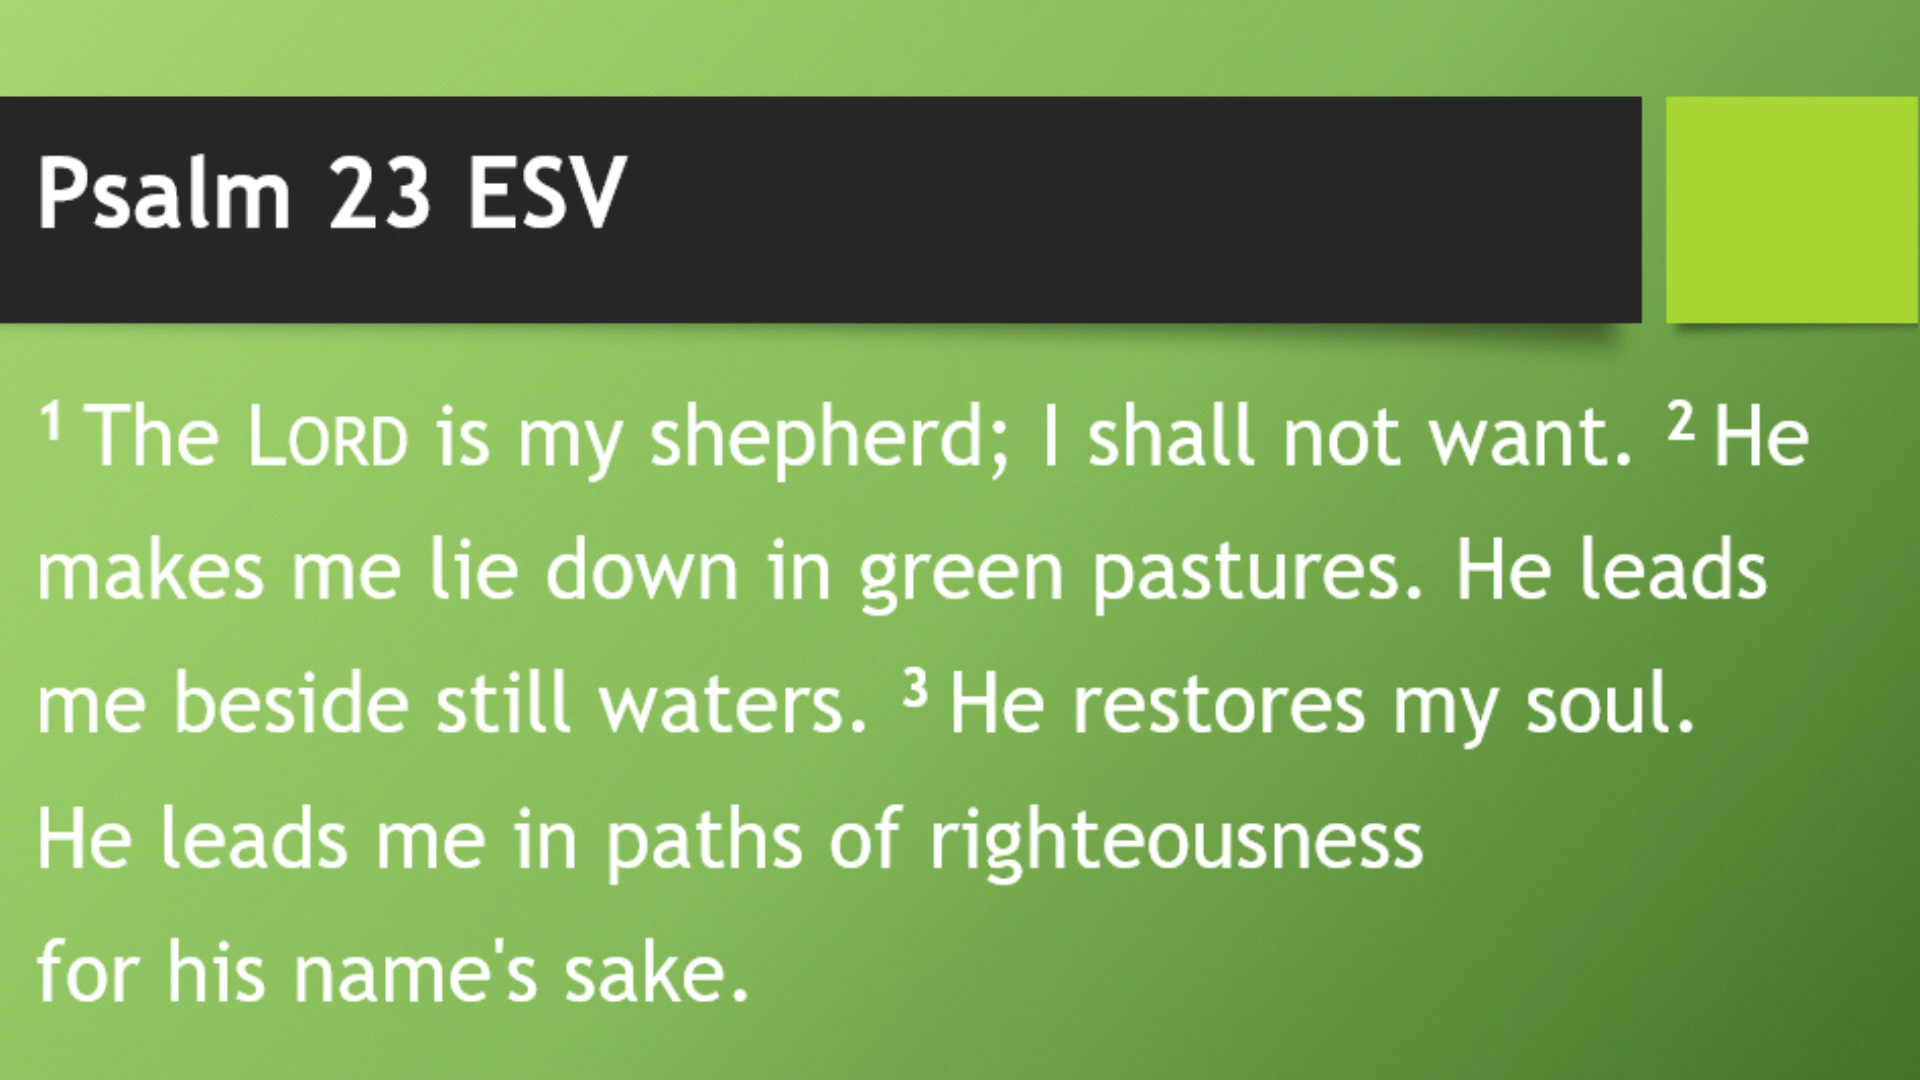 Psalm 23 ESV
1 The LORD is my shepherd; I shall not want. 2 He
makes me lie down in green pastures. He leads
me beside still waters. 3 He restores my soul.
He leads me in paths of righteousness
for his name's sake.